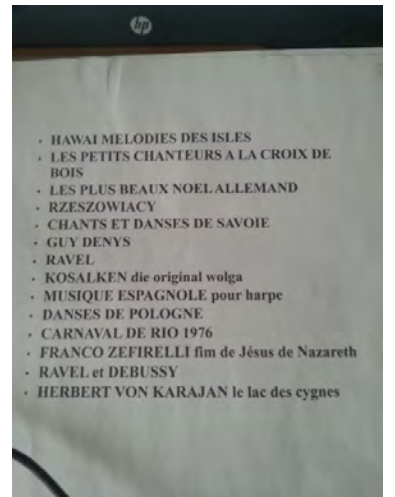 hp
· HAWAI MELODIES DES ISLES
· LES PETITS CHANTEURS A LA CROIX DE
BOIS
· LES PLUS BEAUX NOEL ALLEMAND
· RZESZOWIACY
· CHANTS ET DANSES DE SAVOIE
· GUY DENYS
· RAVEL
· KOSALKEN die original wolga
· MUSIQUE ESPAGNOLE pour harpe
· DANSES DE POLOGNE
· CARNAVAL DE RIO 1976
· FRANCO ZEFIRELLI fim de Jésus de Nazareth
· RAVEL et DEBUSSY
· HERBERT VON KARAJAN le lac des cygnes